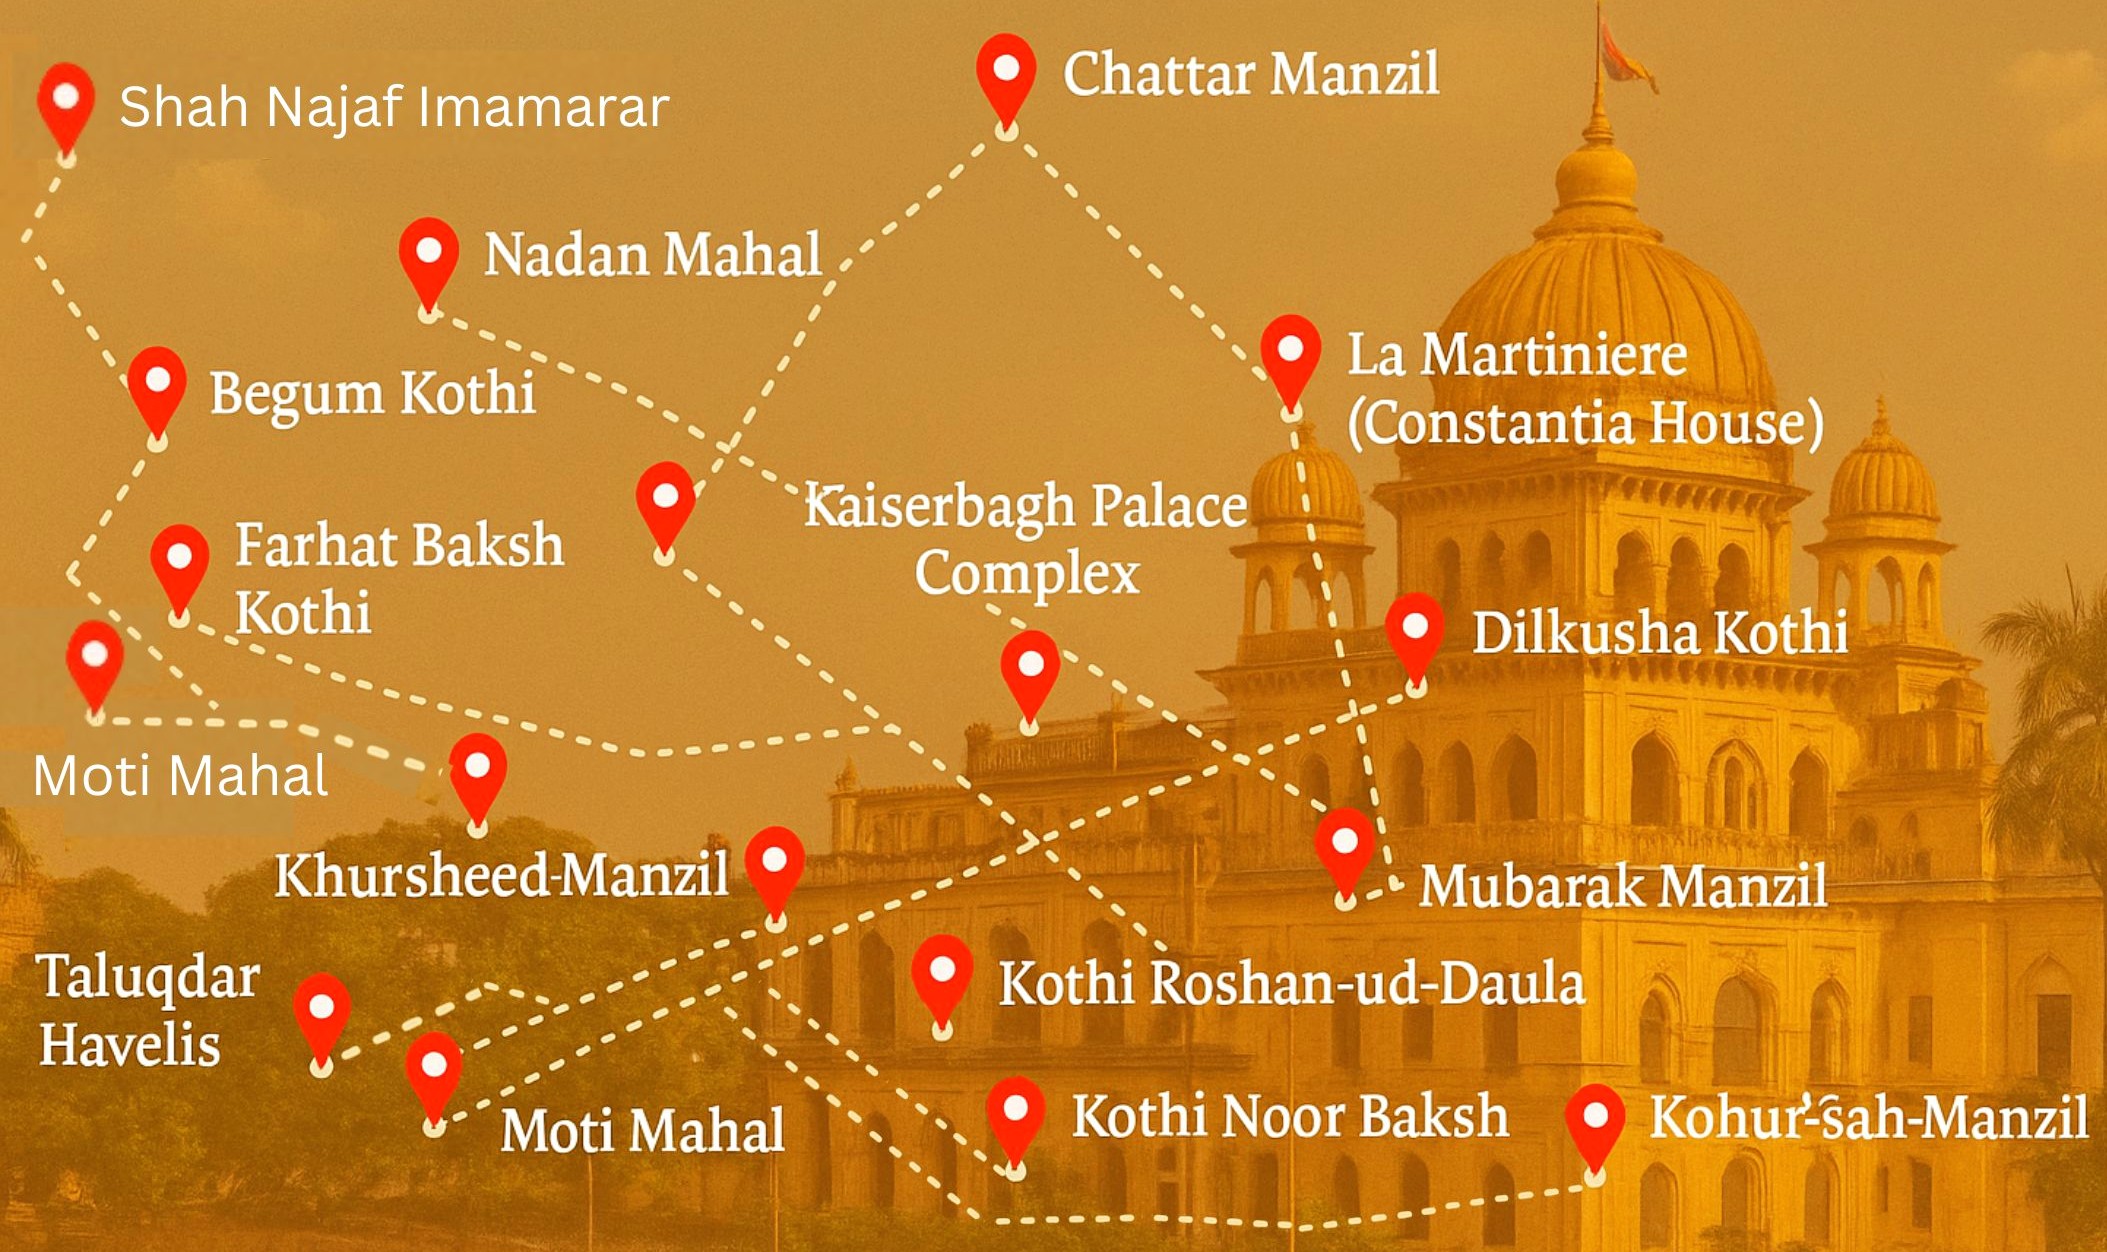 Chattar Manzil
Shah Najaf Imamarar
Nadan Mahal
La Martiniere
(Constantia House)
Begum Kothi
Kaiserbagh Palace
Complex
Farhat Baksh
Kothi
Dilkusha Kothi
Moti Mahal
Khursheed-Manzil
Mubarak Manzil
Taluqdar
Havelis
Kothi Roshan-ud-Daula
Moti Mahal
Kothi Noor Baksh
Kohur'-sah-Manzil